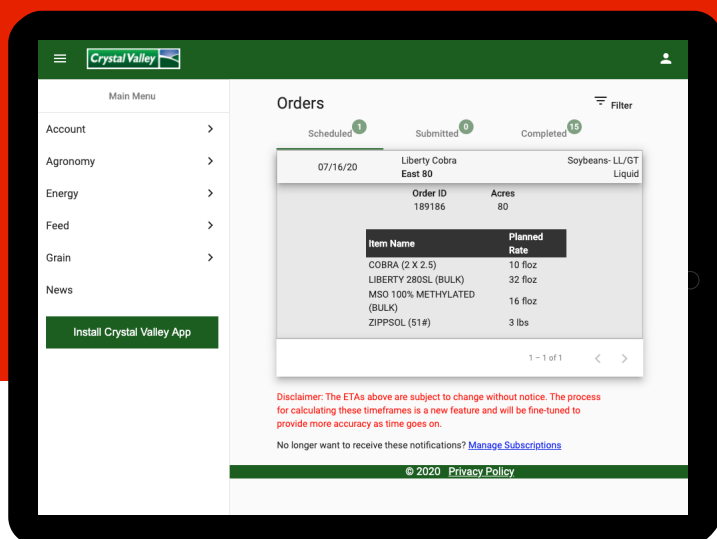 Crystal Valley
Main Menu
Account
Agronomy
Energy
Feed
Grain
News
Install Crystal Valley App
Orders
Filter
Scheduled 1 Submitted 0 Completed 15
07/16/20 Liberty Cobra Soybeans- LL/GT
East 80 Liquid
Order ID Acres
189186 80
Item Name Planned
Rate
COBRA (2 X 2.5) 10 floz
LIBERTY 280SL (BULK) 32 floz
MSO 100% METHYLATED
(BULK) 16 floz
ZIPPSOL (51#) 3 lbs
1 – 1 of 1
Disclaimer: The ETAs above are subject to change without notice. The process
for calculating these timeframes is a new feature and will be fine-tuned to
provide more accuracy as time goes on.
No longer want to receive these notifications? Manage Subscriptions
© 2020 Privacy Policy